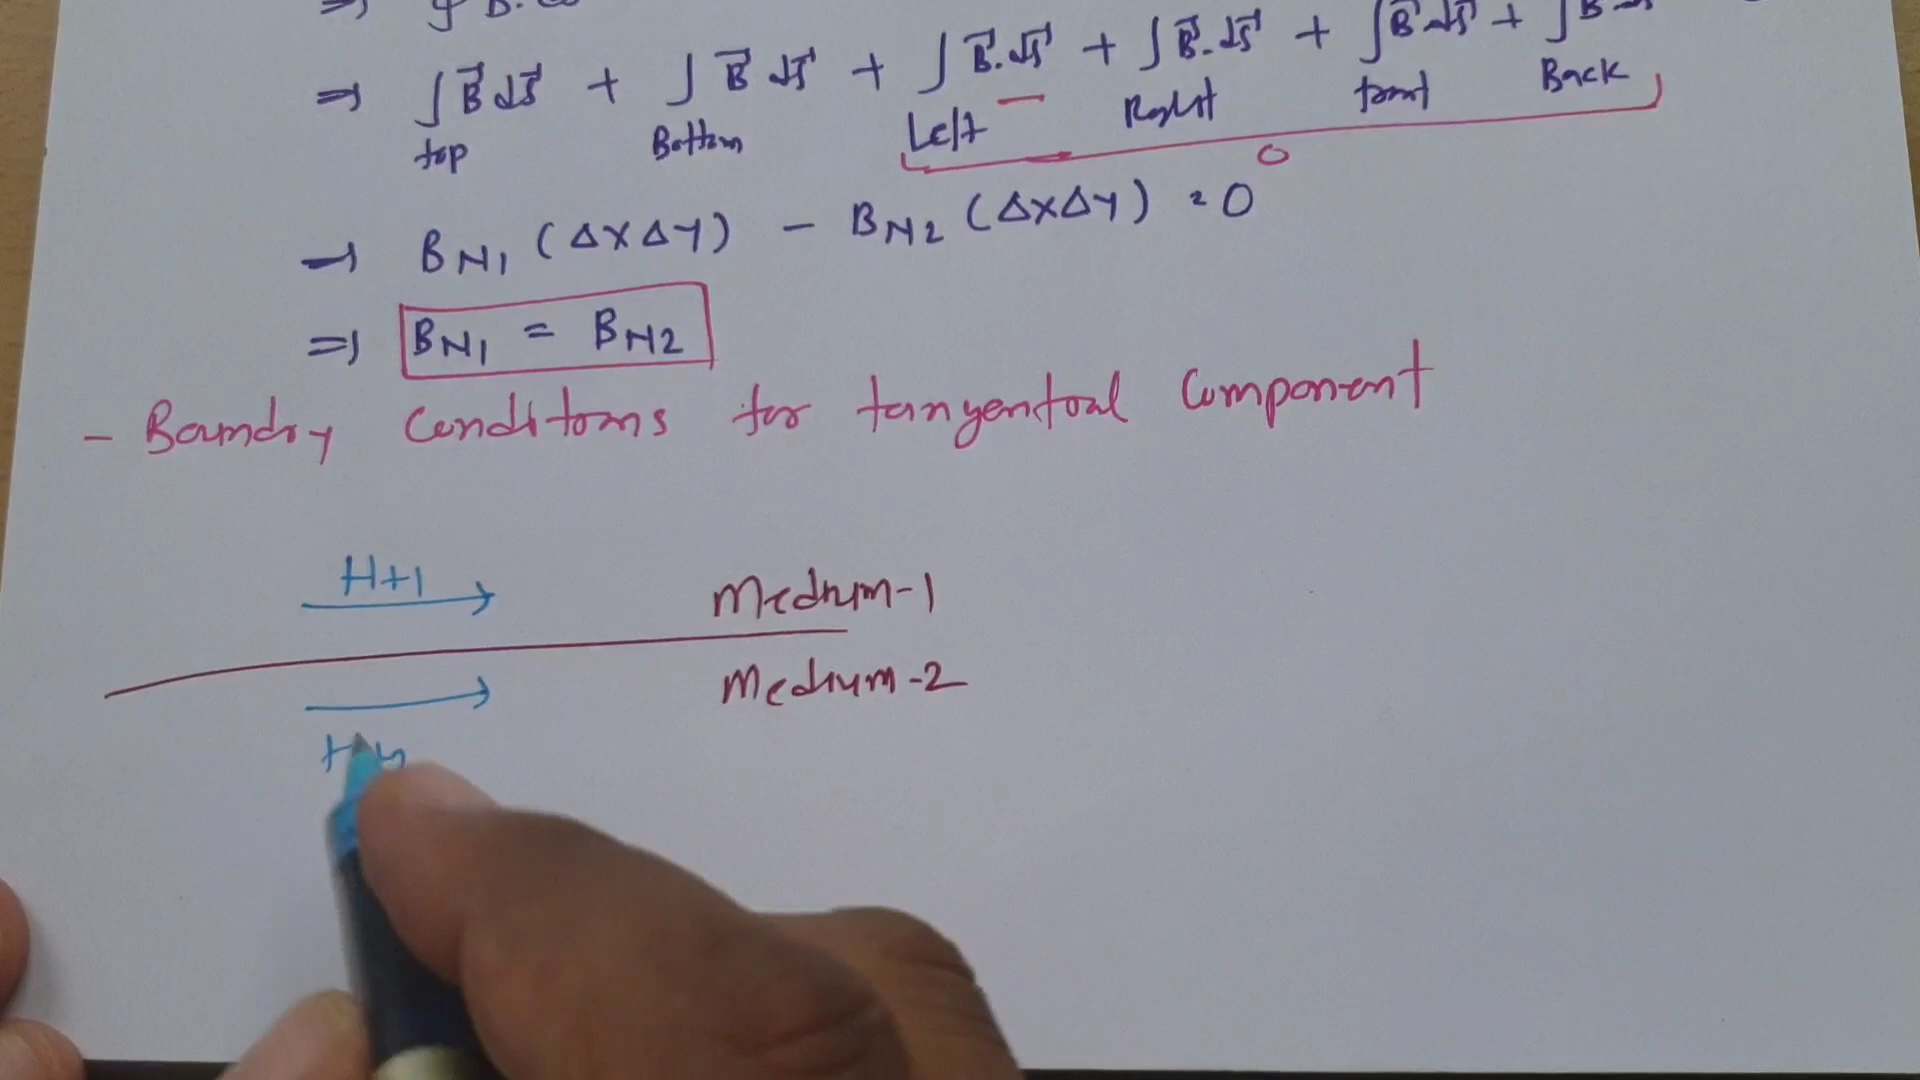 ⇒ ∮ B.
⇒ ∫ B⃗ ds⃗ + ∫ B⃗ ds⃗ + ∫ B⃗. ds⃗ + ∫ B⃗. ds⃗ + ∫ B⃗ ds⃗ + ∫ B ds
top Bottom Left Right front Back
0
⇒ BN1 (ΔXΔY) - BN2 (ΔXΔY) = 0
⇒ BN1 = BN2
- Boundry Conditions for tangential Component
Ht1
Medium-1
Medium-2